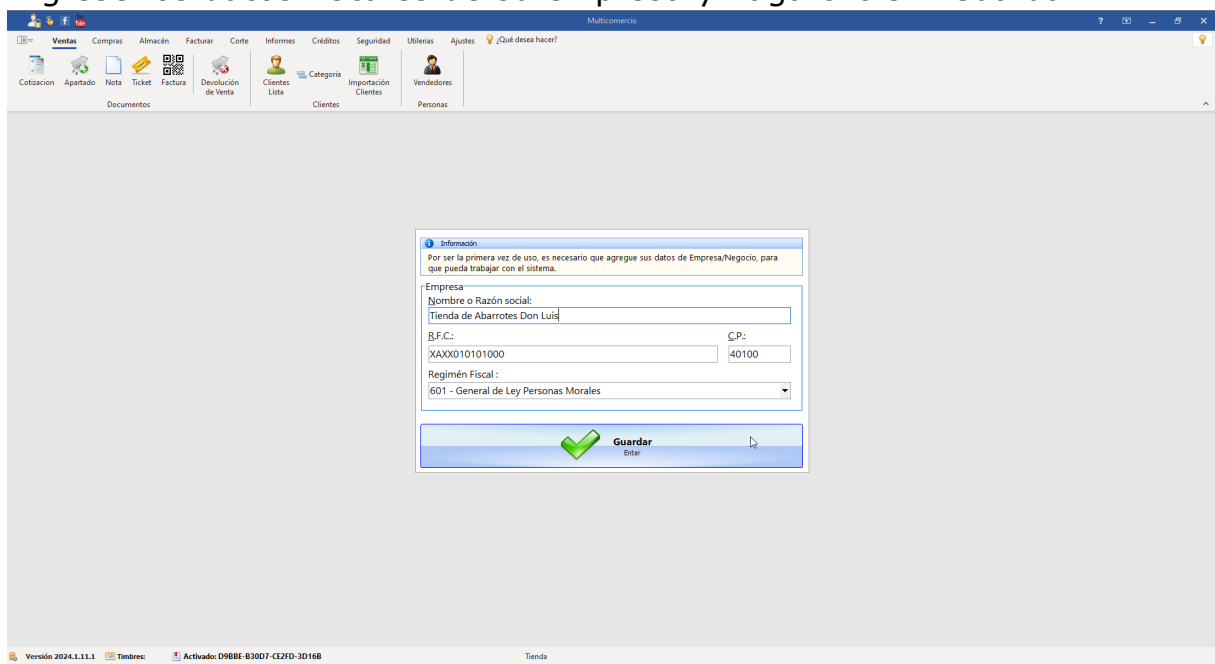 Multicomercio
Ventas Compras Almacén Facturar Corte Informes Créditos Seguridad Utilerias Ajustes ¿Qué desea hacer?
Cotizacion Apartado Nota Ticket Factura Devolución de Venta Clientes Lista Categoria Importación Clientes Vendedores
Documentos Clientes Personas
Información
Por ser la primera vez de uso, es necesario que agregue sus datos de Empresa/Negocio, para
que pueda trabajar con el sistema.
Empresa
Nombre o Razón social:
Tienda de Abarrotes Don Luis
R.F.C.: C.P.:
XAXX010101000 40100
Regimén Fiscal :
601 - General de Ley Personas Morales
Guardar
Enter
Versión 2024.1.11.1 Timbres: Activado: D9BBE-B30D7-CE2FD-3D16B Tienda